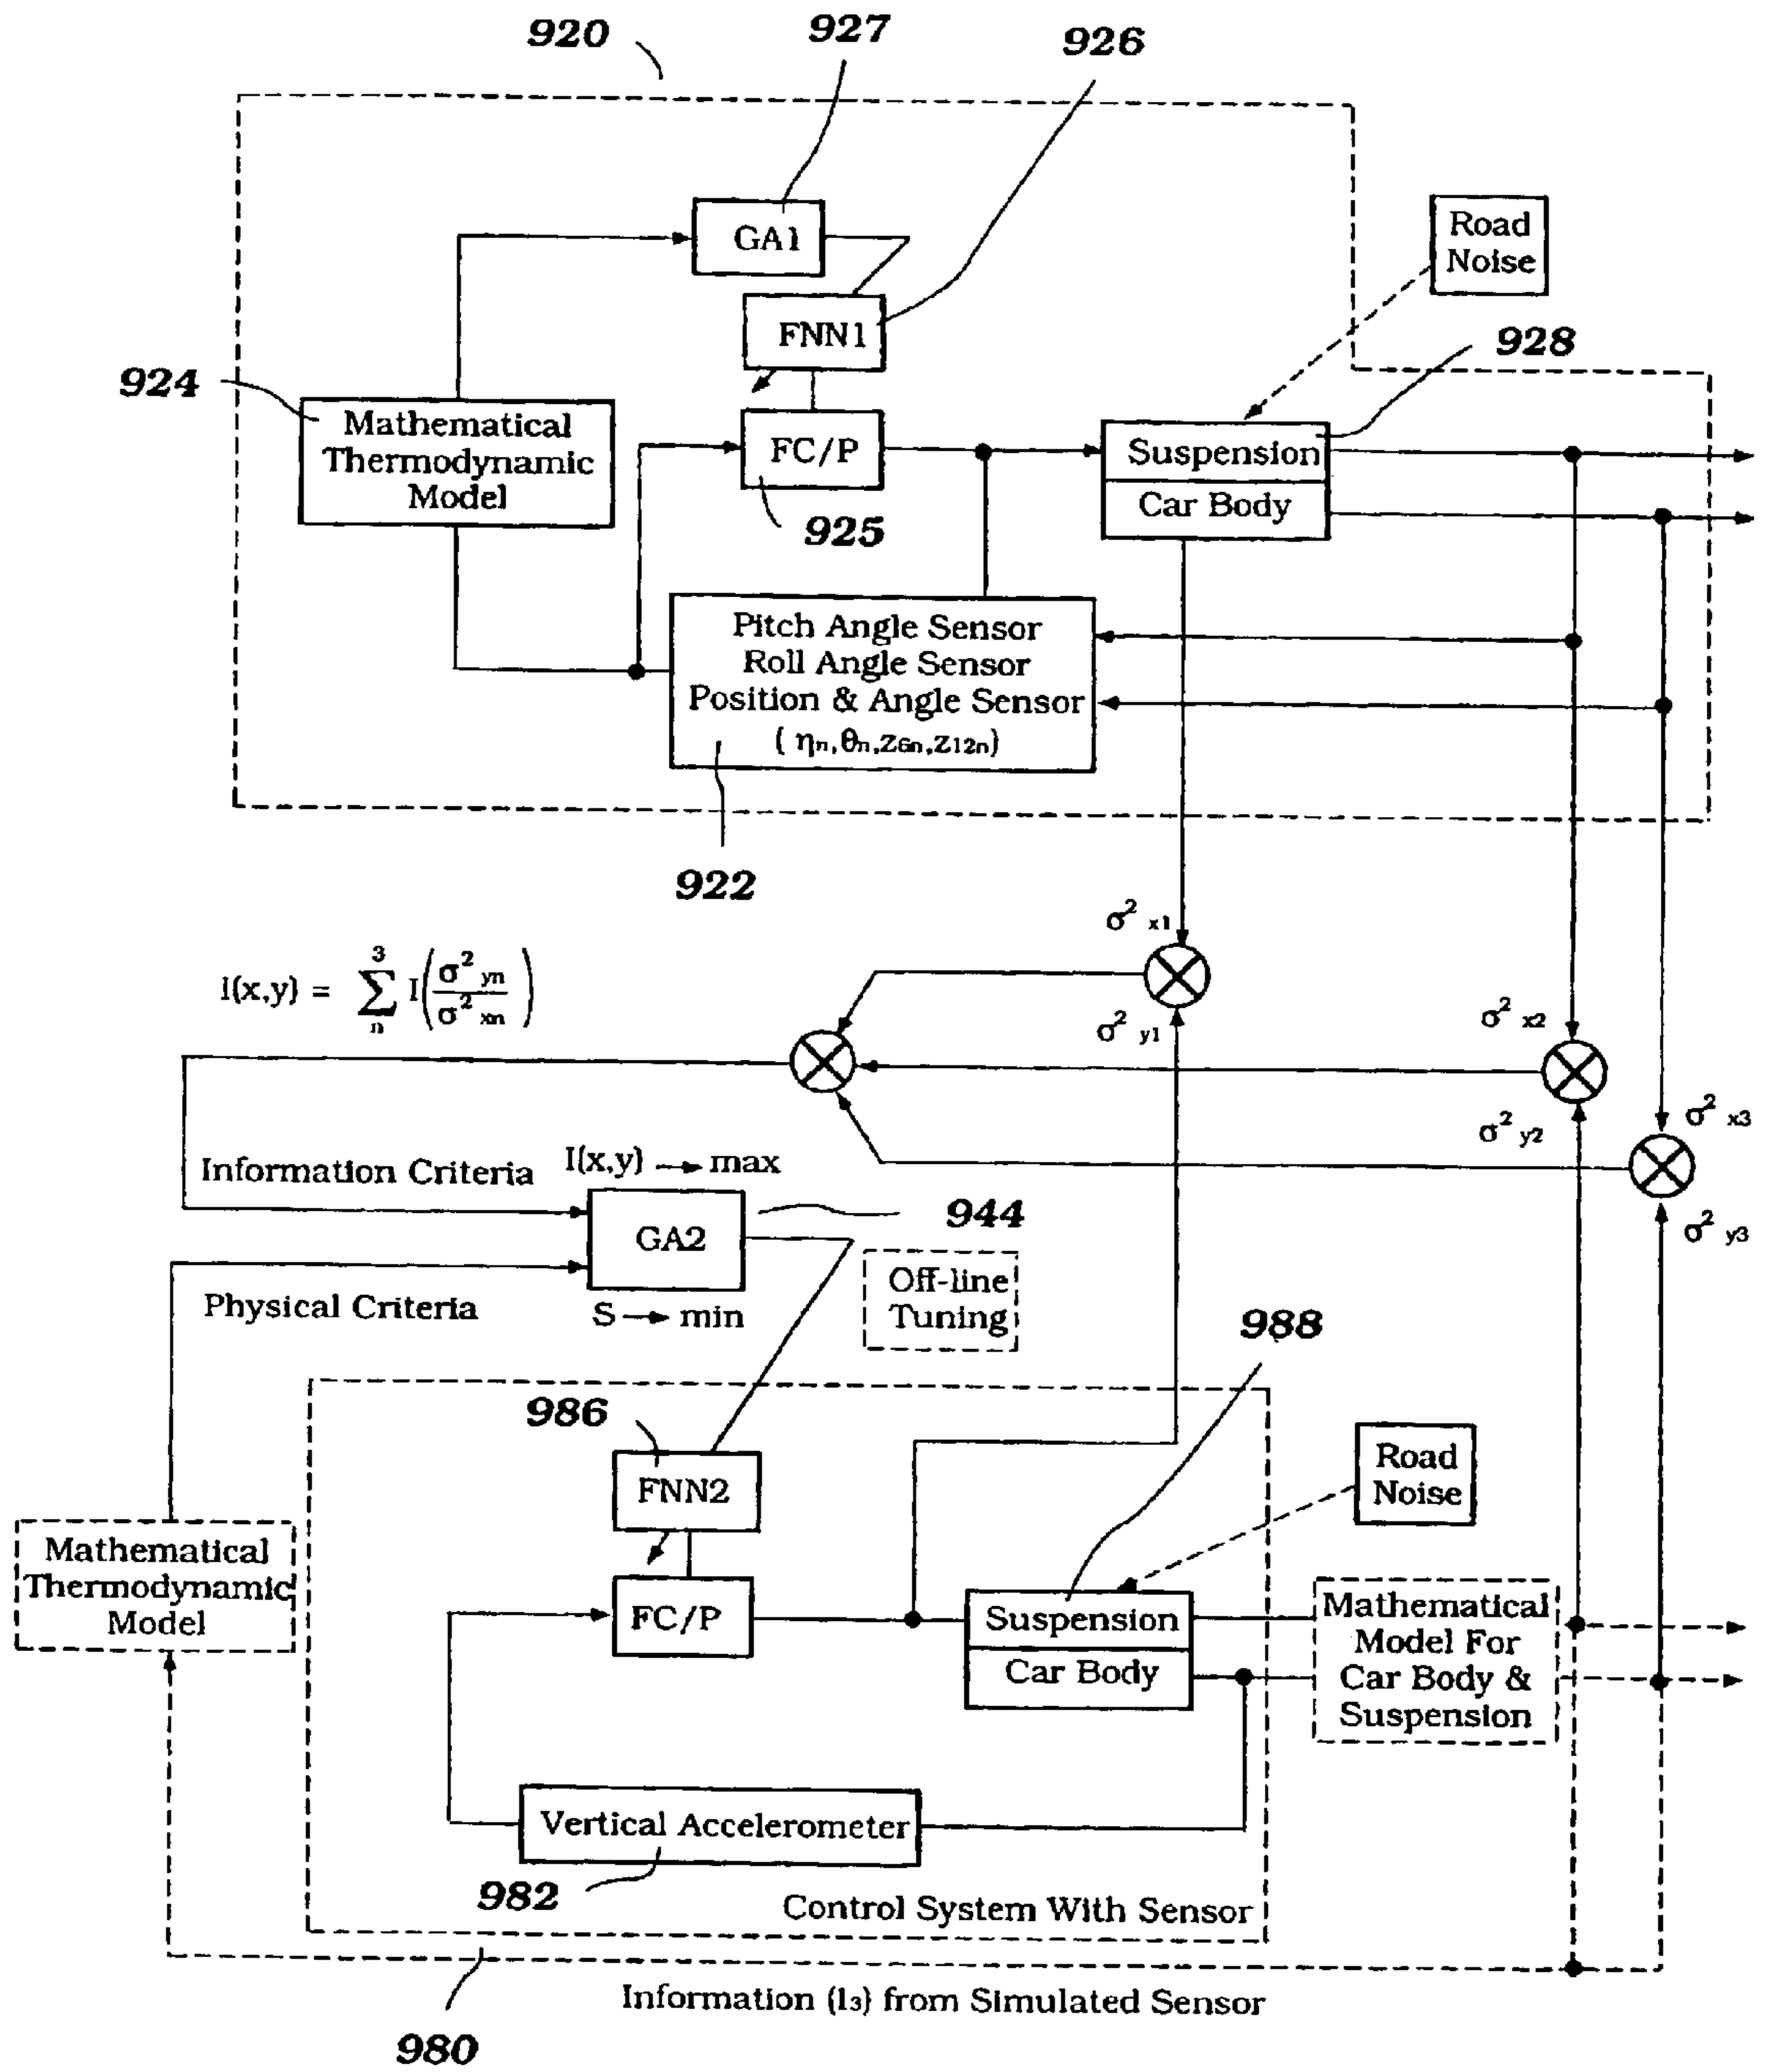 920
927
926
GA1
Road
Noise
FNN1
928
924
Mathematical
Thermodynamic
Model
FC/P
Suspension
Car Body
925
Pitch Angle Sensor
Roll Angle Sensor
Position & Angle Sensor
( ηn,θn,z6n,z12n)
922
σ² x1
I(x,y) = ∑ 3 n I(σ² yn / σ² xn)
σ² y1
σ² x2
σ² y2
σ² x3
σ² y3
Information Criteria
I(x,y) → max
944
GA2
Physical Criteria
S → min
Off-line
Tuning
988
986
FNN2
Road
Noise
Mathematical
Thermodynamic
Model
FC/P
Suspension
Car Body
Mathematical
Model For
Car Body &
Suspension
Vertical Accelerometer
982
Control System With Sensor
Information (I3) from Simulated Sensor
980